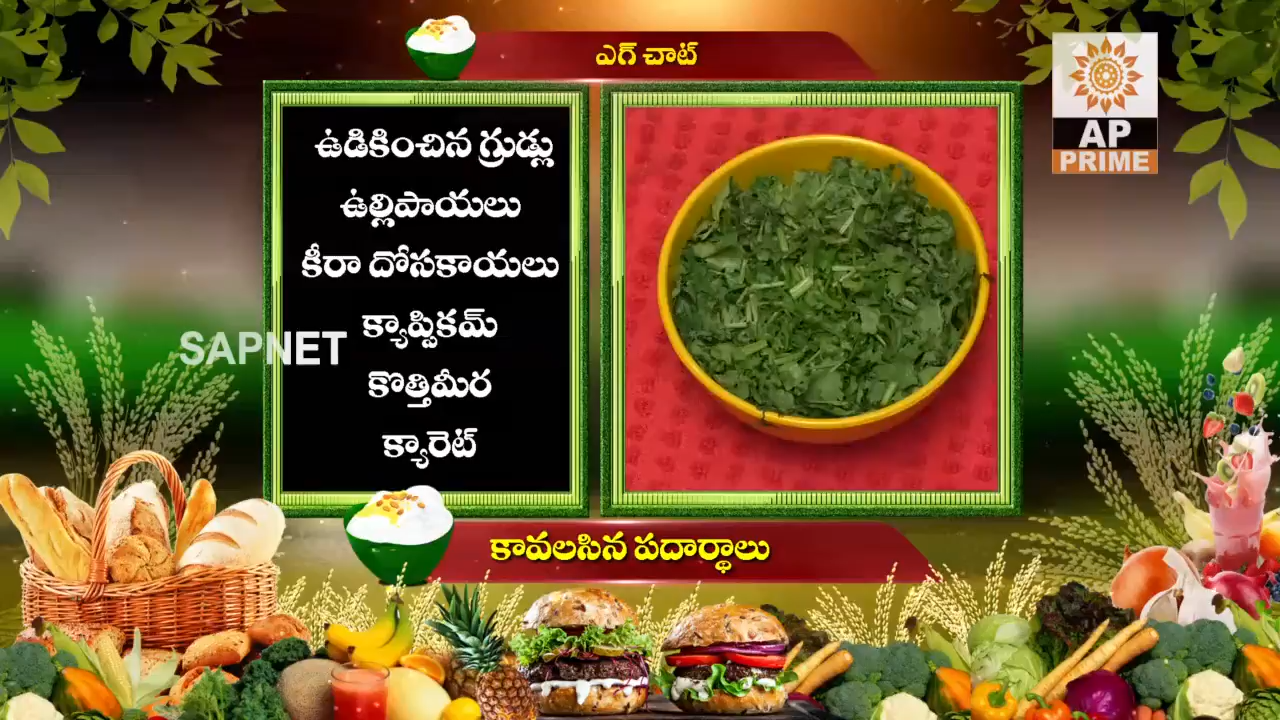 ఎగ్ చాట్
AP
PRIME
ఉడికించిన గ్రుడ్లు
ఉల్లిపాయలు
కీరా దోసకాయలు
క్యాప్సికమ్
SAPNET
కొత్తిమీర
క్యారెట్
కావలసిన పదార్థాలు